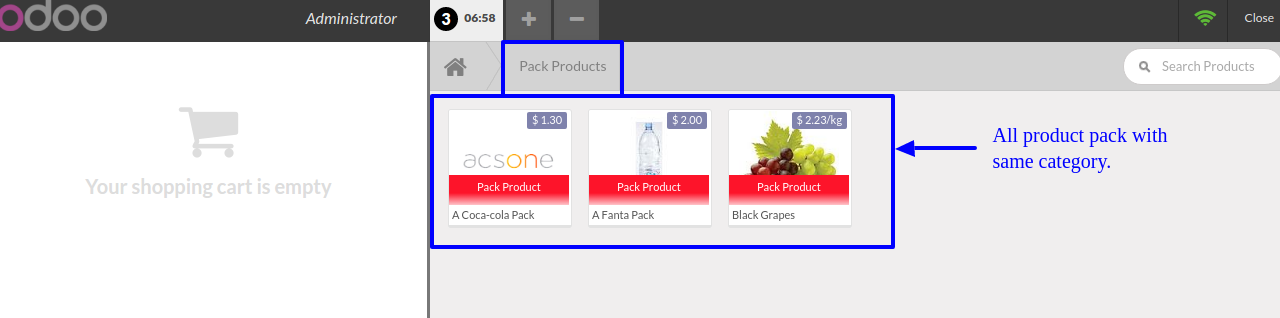 odoo
Administrator
3 06:58
Close
Pack Products
Search Products
$ 1.30
$ 2.00
$ 2.23/kg
acsone
Pack Product
Pack Product
Pack Product
A Coca-cola Pack
A Fanta Pack
Black Grapes
All product pack with
same category.
Your shopping cart is empty